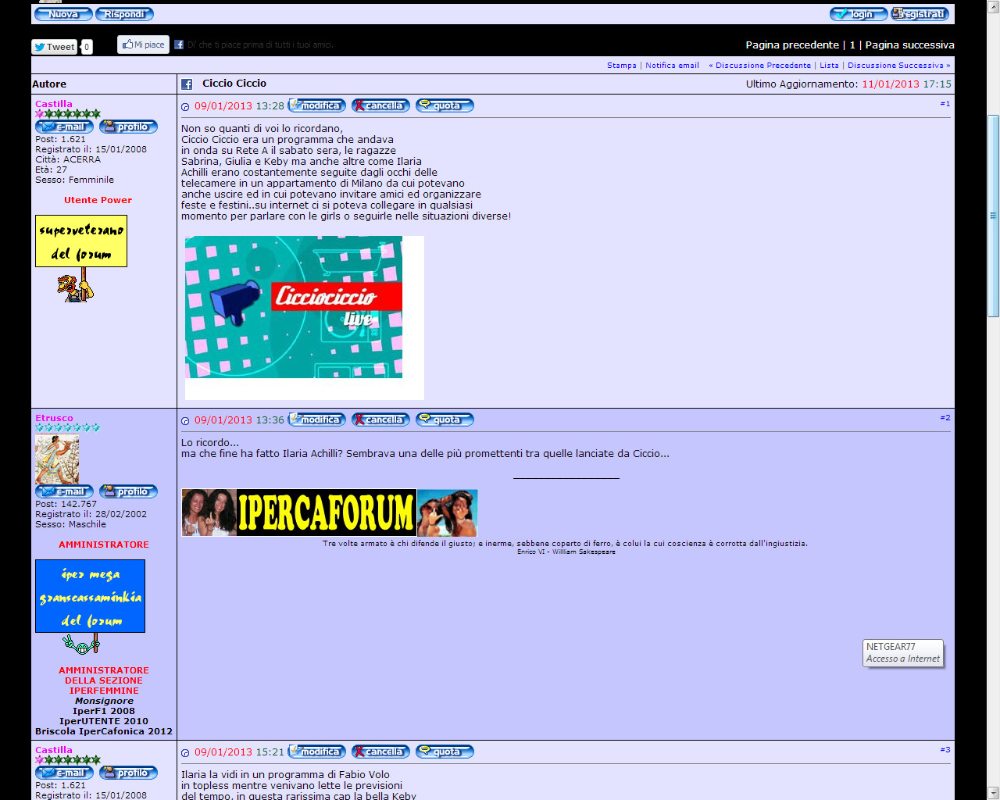 Nuova Rispondi login registrati
Tweet 0 Mi piace Di' che ti piace prima di tutti i tuoi amici. Pagina precedente | 1 | Pagina successiva
Stampa | Notifica email « Discussione Precedente | Lista | Discussione Successiva »
Autore Ciccio Ciccio Ultimo Aggiornamento: 11/01/2013 17:15
Castilla
e-mail profilo
Post: 1.621
Registrato il: 15/01/2008
Città: ACERRA
Età: 27
Sesso: Femminile
Utente Power
superveterano
del forum
09/01/2013 13:28 modifica cancella quota #1
Non so quanti di voi lo ricordano,
Ciccio Ciccio era un programma che andava
in onda su Rete A il sabato sera, le ragazze
Sabrina, Giulia e Keby ma anche altre come Ilaria
Achilli erano costantemente seguite dagli occhi delle
telecamere in un appartamento di Milano da cui potevano
anche uscire ed in cui potevano invitare amici ed organizzare
feste e festini..su internet ci si poteva collegare in qualsiasi
momento per parlare con le girls o seguirle nelle situazioni diverse!
Cicciociccio
live
Etrusco
e-mail profilo
Post: 142.767
Registrato il: 28/02/2002
Sesso: Maschile
AMMINISTRATORE
iper mega
granscassaminkia
del forum
AMMINISTRATORE
DELLA SEZIONE
IPERFEMMINE
Monsignore
IperF1 2008
IperUTENTE 2010
Briscola IperCafonica 2012
09/01/2013 13:36 modifica cancella quota #2
Lo ricordo...
ma che fine ha fatto Ilaria Achilli? Sembrava una delle più promettenti tra quelle lanciate da Ciccio...
IPERCAFORUM
Tre volte armato è chi difende il giusto; e inerme, sebbene coperto di ferro, è colui la cui coscienza è corrotta dall'ingiustizia.
Enrico VI - Willliam Sakespeare
NETGEAR77
Accesso a Internet
Castilla
e-mail profilo
Post: 1.621
Registrato il: 15/01/2008
09/01/2013 15:21 modifica cancella quota #3
Ilaria la vidi in un programma di Fabio Volo
in topless mentre venivano lette le previsioni
del tempo, in questa rarissima cap la bella Keby